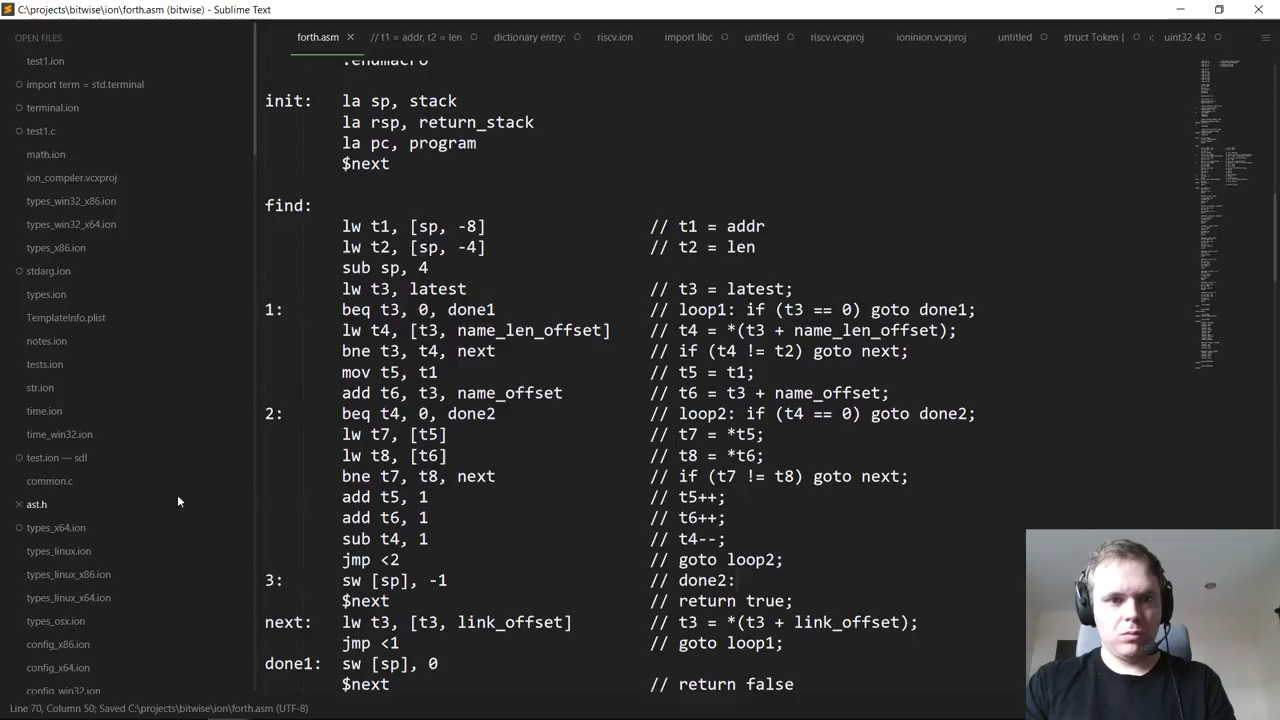 C:\projects\bitwise\ion\forth.asm (bitwise) - Sublime Text
OPEN FILES
test1.ion
import term = std.terminal
terminal.ion
test1.c
math.ion
ion_compiler.vcxproj
types_win32_x86.ion
types_win32_x64.ion
types_x86.ion
stdarg.ion
types.ion
TemplateInfo.plist
notes.ion
tests.ion
str.ion
time.ion
time_win32.ion
test.ion — sdl
common.c
ast.h
types_x64.ion
types_linux.ion
types_linux_x86.ion
types_linux_x64.ion
types_osx.ion
config_x86.ion
config_x64.ion
config_win32.ion
forth.asm // t1 = addr, t2 = len dictionary entry: riscv.ion import libc untitled riscv.vcxproj ioninion.vcxproj untitled struct Token { uint32 42
.endmacro
init: la sp, stack
la rsp, return_stack
la pc, program
$next
find:
lw t1, [sp, -8] // t1 = addr
lw t2, [sp, -4] // t2 = len
sub sp, 4
lw t3, latest // t3 = latest;
1: beq t3, 0, done1 // loop1: if (t3 == 0) goto done1;
lw t4, [t3, name_len_offset] // t4 = *(t3 + name_len_offset);
bne t3, t4, next // if (t4 != t2) goto next;
mov t5, t1 // t5 = t1;
add t6, t3, name_offset // t6 = t3 + name_offset;
2: beq t4, 0, done2 // loop2: if (t4 == 0) goto done2;
lw t7, [t5] // t7 = *t5;
lw t8, [t6] // t8 = *t6;
bne t7, t8, next // if (t7 != t8) goto next;
add t5, 1 // t5++;
add t6, 1 // t6++;
sub t4, 1 // t4--;
jmp <2 // goto loop2;
3: sw [sp], -1 // done2:
$next // return true;
next: lw t3, [t3, link_offset] // t3 = *(t3 + link_offset);
jmp <1 // goto loop1;
done1: sw [sp], 0
$next // return false
Line 70, Column 50; Saved C:\projects\bitwise\ion\forth.asm (UTF-8)